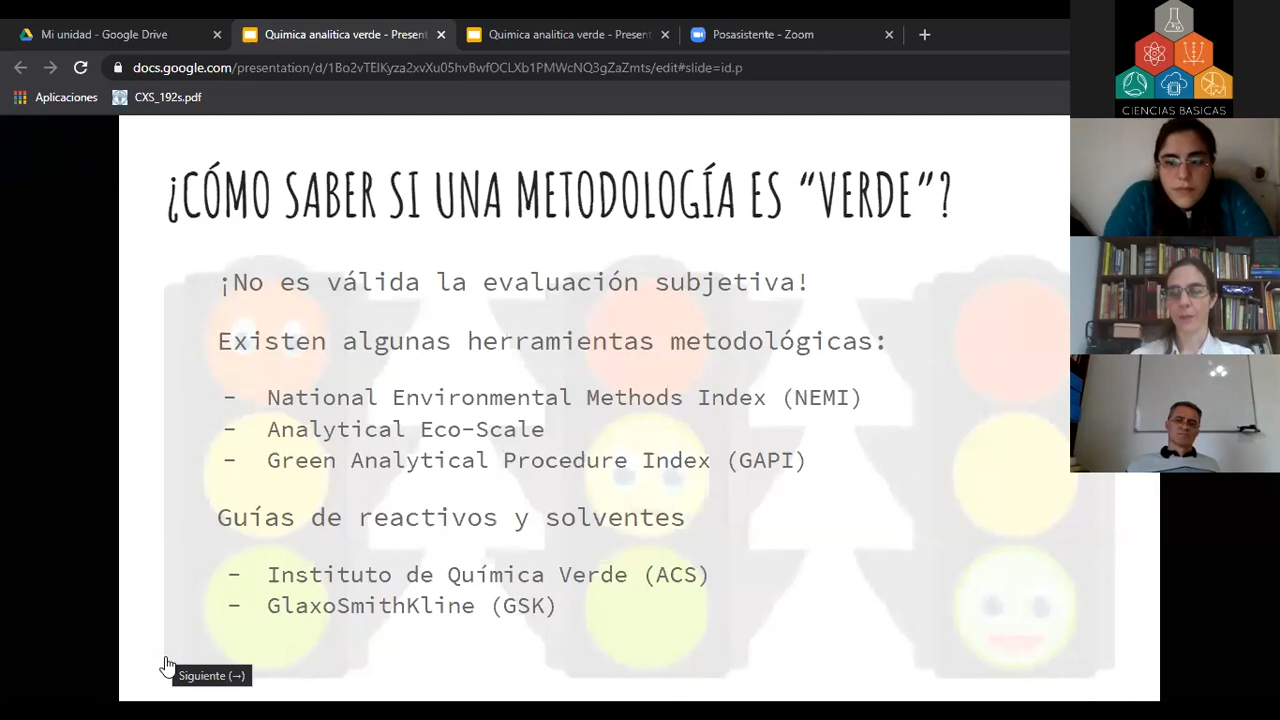 Mi unidad - Google Drive
Quimica analitica verde - Present
Quimica analitica verde - Present
Posasistente - Zoom
docs.google.com/presentation/d/1Bo2vTElKyza2xvXu05hvBwf9CLXb1PMWcNQ3gZaZmts/edit#slide=id.p
Aplicaciones
CXS_192s.pdf
CIENCIAS BASICAS
¿CÓMO SABER SI UNA METODOLOGÍA ES “VERDE”?
¡No es válida la evaluación subjetiva!
Existen algunas herramientas metodológicas:
- National Environmental Methods Index (NEMI)
- Analytical Eco-Scale
- Green Analytical Procedure Index (GAPI)
Guías de reactivos y solventes
- Instituto de Química Verde (ACS)
- GlaxoSmithKline (GSK)
Siguiente (→)